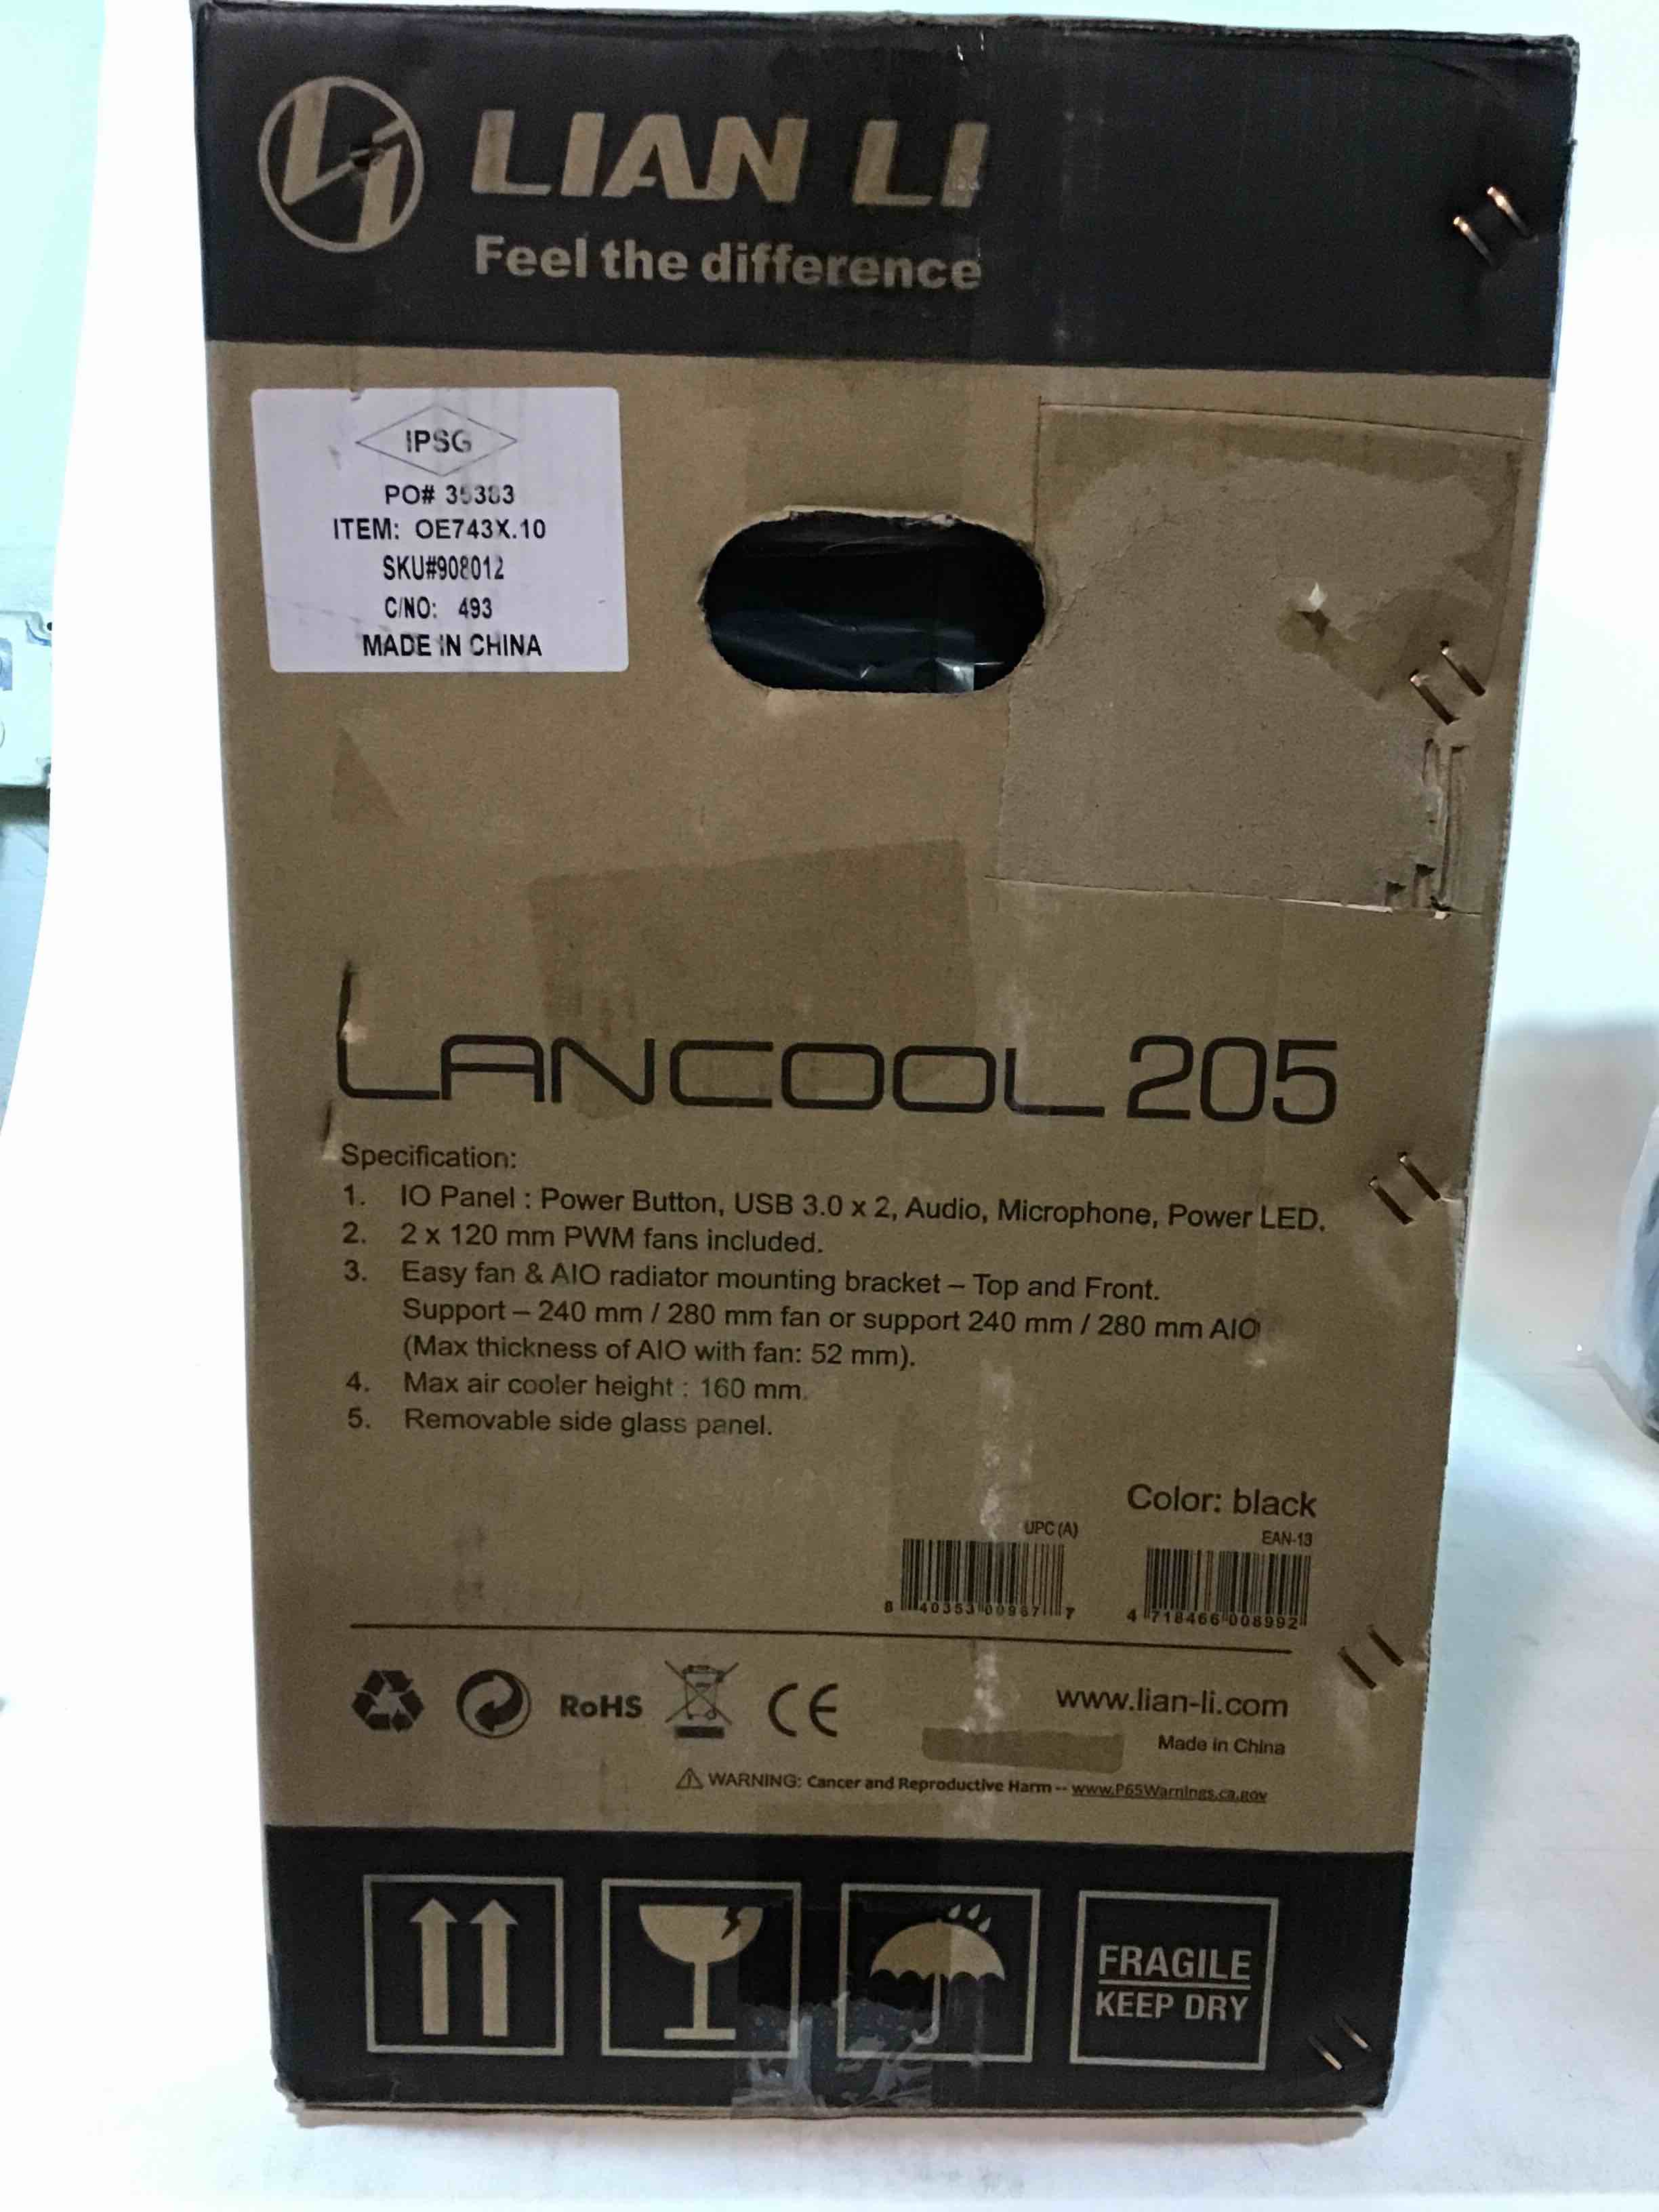 LIAN LI
Feel the difference
IPSG
PO# 35383
ITEM: OE743X.10
SKU#908012
C/NO: 493
MADE IN CHINA
LANCOOL 205
Specification:
1. IO Panel : Power Button, USB 3.0 x 2, Audio, Microphone, Power LED.
2. 2 x 120 mm PWM fans included.
3. Easy fan & AIO radiator mounting bracket – Top and Front.
Support – 240 mm / 280 mm fan or support 240 mm / 280 mm AIO
(Max thickness of AIO with fan: 52 mm).
4. Max air cooler height : 160 mm.
5. Removable side glass panel.
Color: black
UPC (A)
EAN-13
8 40353 00987 7
4 718466 008992
RoHS
CE
www.lian-li.com
Made in China
WARNING: Cancer and Reproductive Harm -- www.P65Warnings.ca.gov
FRAGILE
KEEP DRY